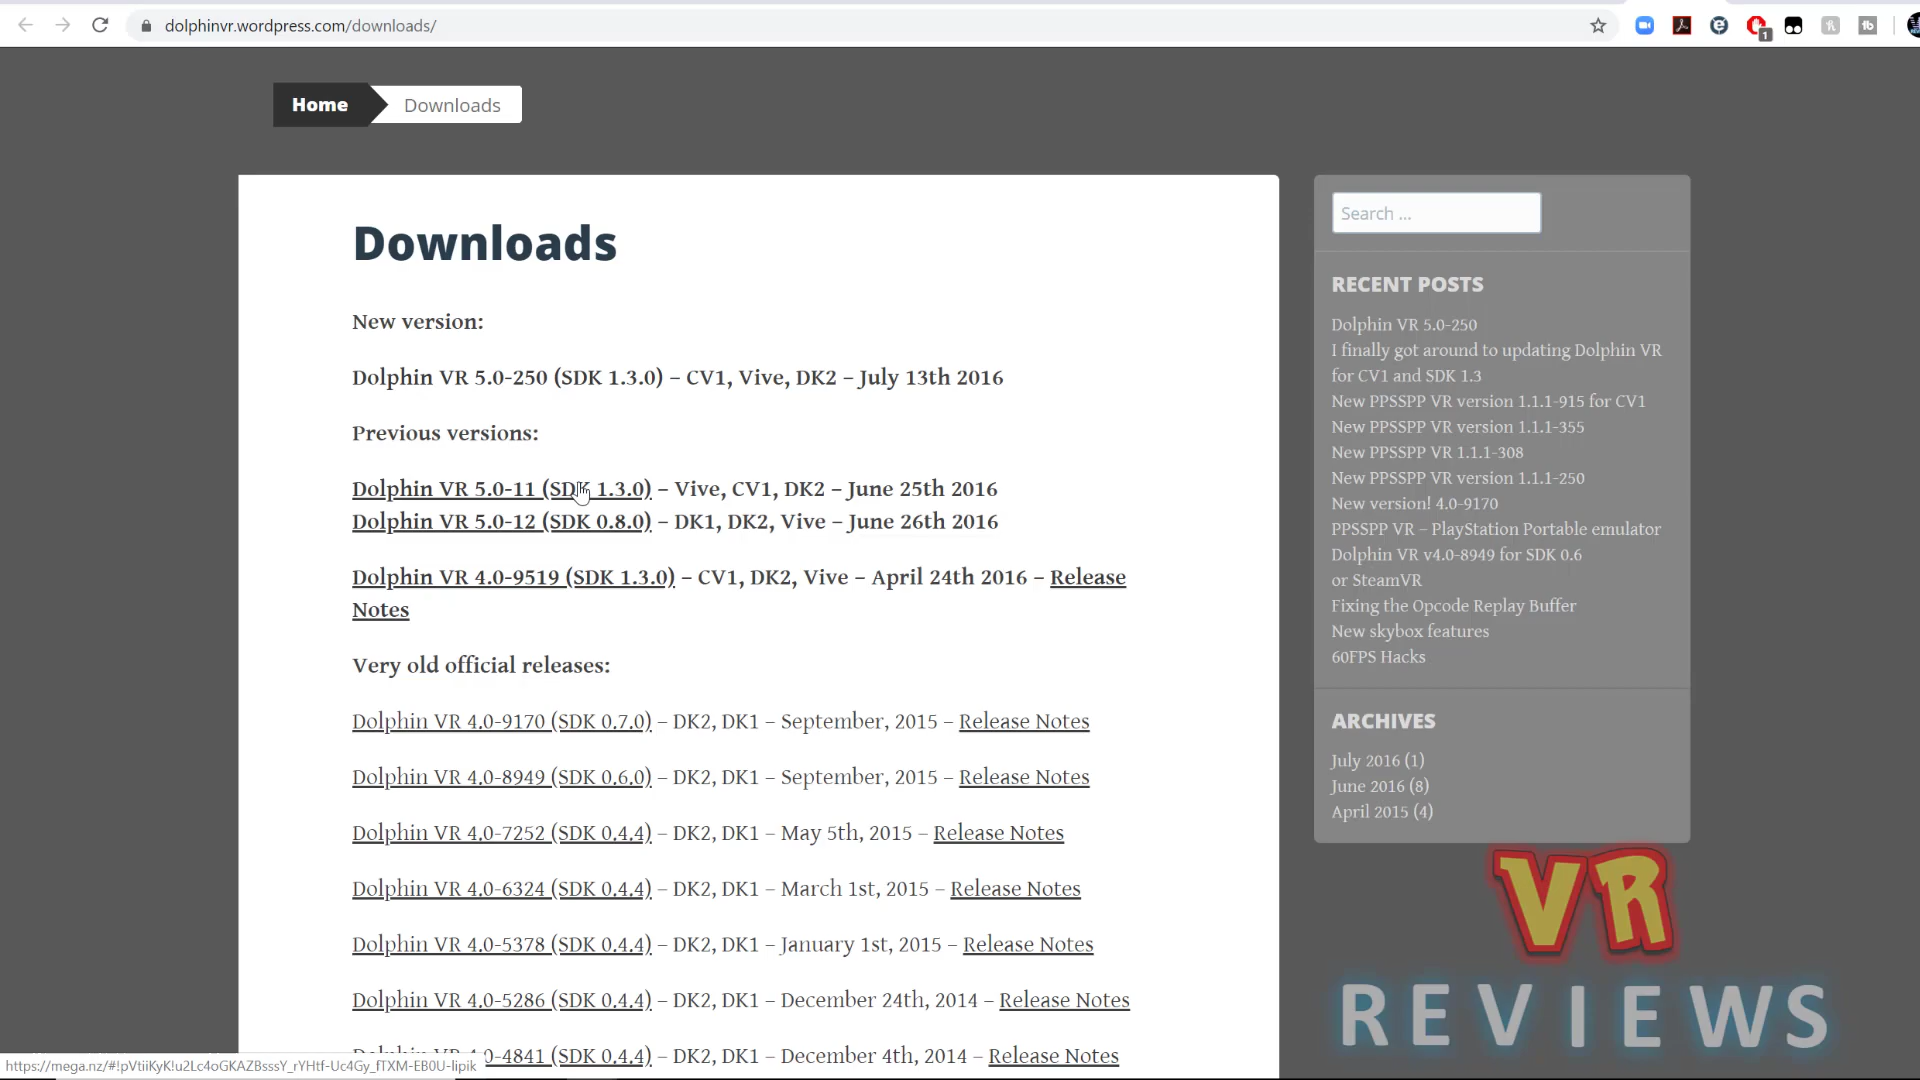 dolphinvr.wordpress.com/downloads/
1
Home
Downloads
Downloads
New version:
Dolphin VR 5.0-250 (SDK 1.3.0) – CV1, Vive, DK2 – July 13th 2016
Previous versions:
Dolphin VR 5.0-11 (SDK 1.3.0) – Vive, CV1, DK2 – June 25th 2016
Dolphin VR 5.0-12 (SDK 0.8.0) – DK1, DK2, Vive – June 26th 2016
Dolphin VR 4.0-9519 (SDK 1.3.0) – CV1, DK2, Vive – April 24th 2016 – Release
Notes
Very old official releases:
Dolphin VR 4.0-9170 (SDK 0.7.0) – DK2, DK1 – September, 2015 – Release Notes
Dolphin VR 4.0-8949 (SDK 0.6.0) – DK2, DK1 – September, 2015 – Release Notes
Dolphin VR 4.0-7252 (SDK 0.4.4) – DK2, DK1 – May 5th, 2015 – Release Notes
Dolphin VR 4.0-6324 (SDK 0.4.4) – DK2, DK1 – March 1st, 2015 – Release Notes
Dolphin VR 4.0-5378 (SDK 0.4.4) – DK2, DK1 – January 1st, 2015 – Release Notes
Dolphin VR 4.0-5286 (SDK 0.4.4) – DK2, DK1 – December 24th, 2014 – Release Notes
Dolphin VR 4.0-4841 (SDK 0.4.4) – DK2, DK1 – December 4th, 2014 – Release Notes
Search ...
RECENT POSTS
Dolphin VR 5.0-250
I finally got around to updating Dolphin VR
for CV1 and SDK 1.3
New PPSSPP VR version 1.1.1-915 for CV1
New PPSSPP VR version 1.1.1-355
New PPSSPP VR 1.1.1-308
New PPSSPP VR version 1.1.1-250
New version! 4.0-9170
PPSSPP VR – PlayStation Portable emulator
Dolphin VR v4.0-8949 for SDK 0.6
or SteamVR
Fixing the Opcode Replay Buffer
New skybox features
60FPS Hacks
ARCHIVES
July 2016 (1)
June 2016 (8)
April 2015 (4)
VR
REVIEWS
https://mega.nz/#!pVtiiKyK!u2Lc4oGKAZBsssY_rYHtf-Uc4Gy_fTXM-EB0U-lipik